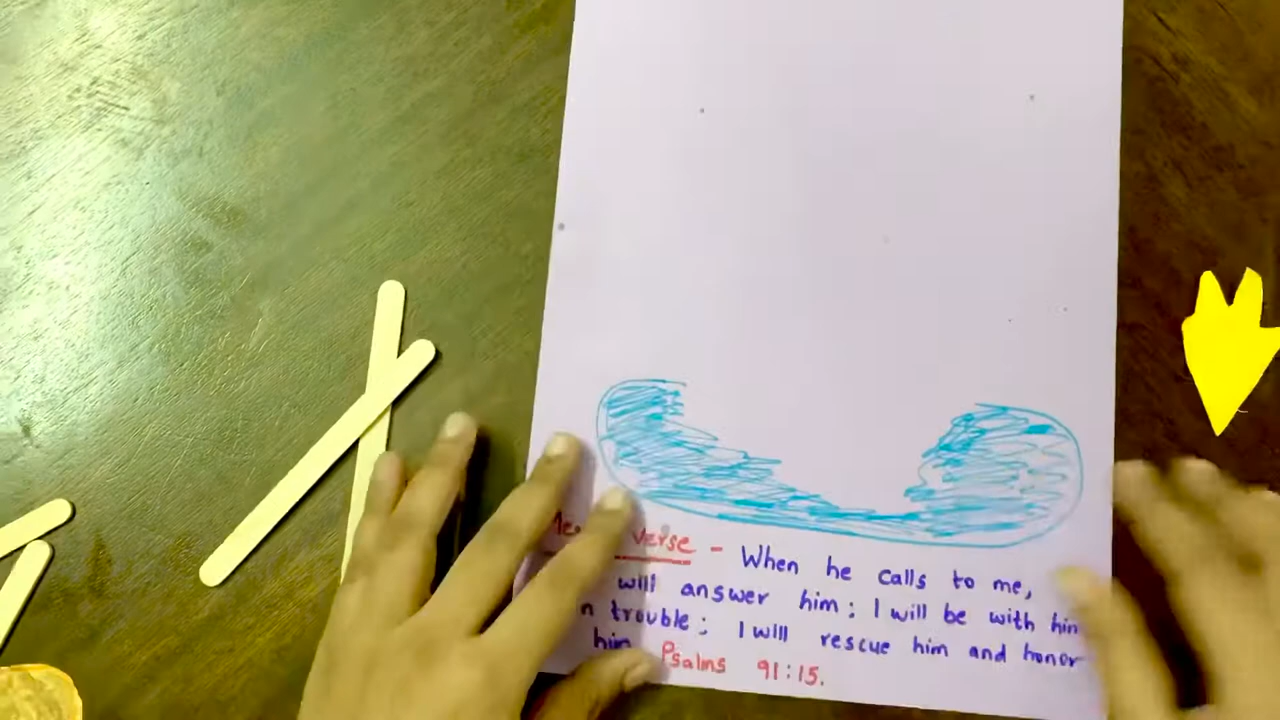 verse - When he calls to me,
will answer him; I will be with him
trouble; I will rescue him and honor
him Psalms 91:15.